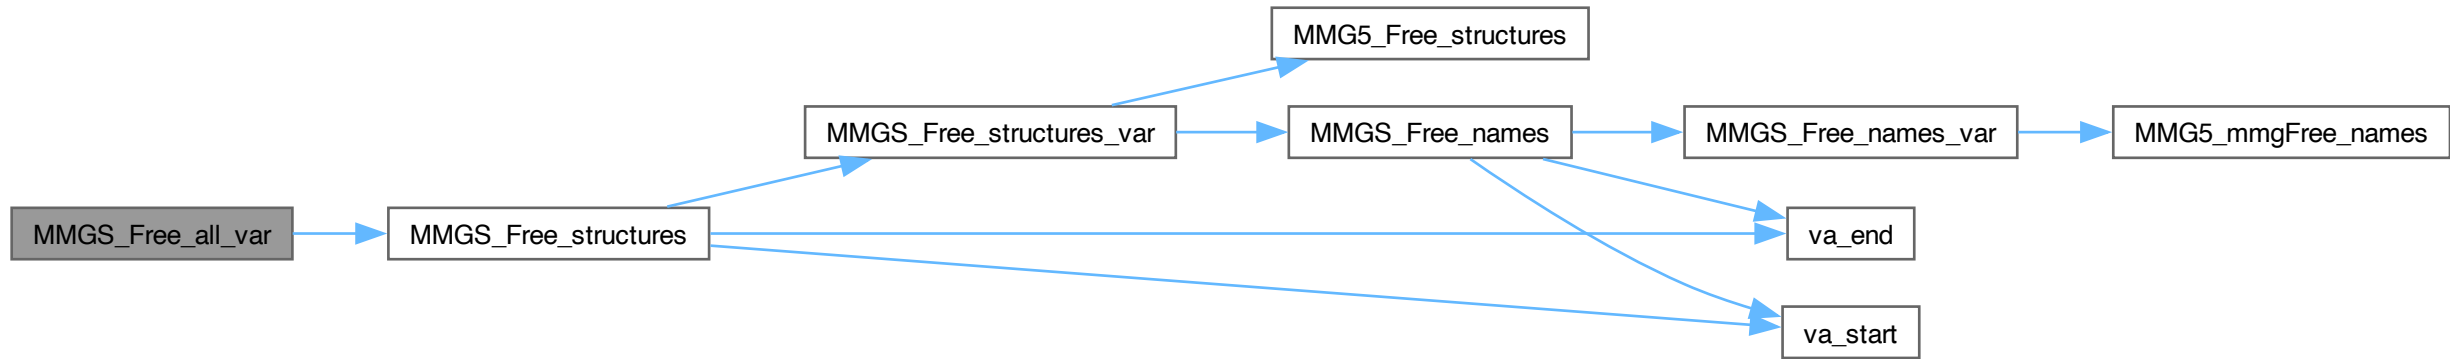 MMG5_Free_structures
MMGS_Free_structures_var
MMGS_Free_names
MMGS_Free_names_var
MMG5_mmgFree_names
MMGS_Free_all_var
MMGS_Free_structures
va_end
va_start